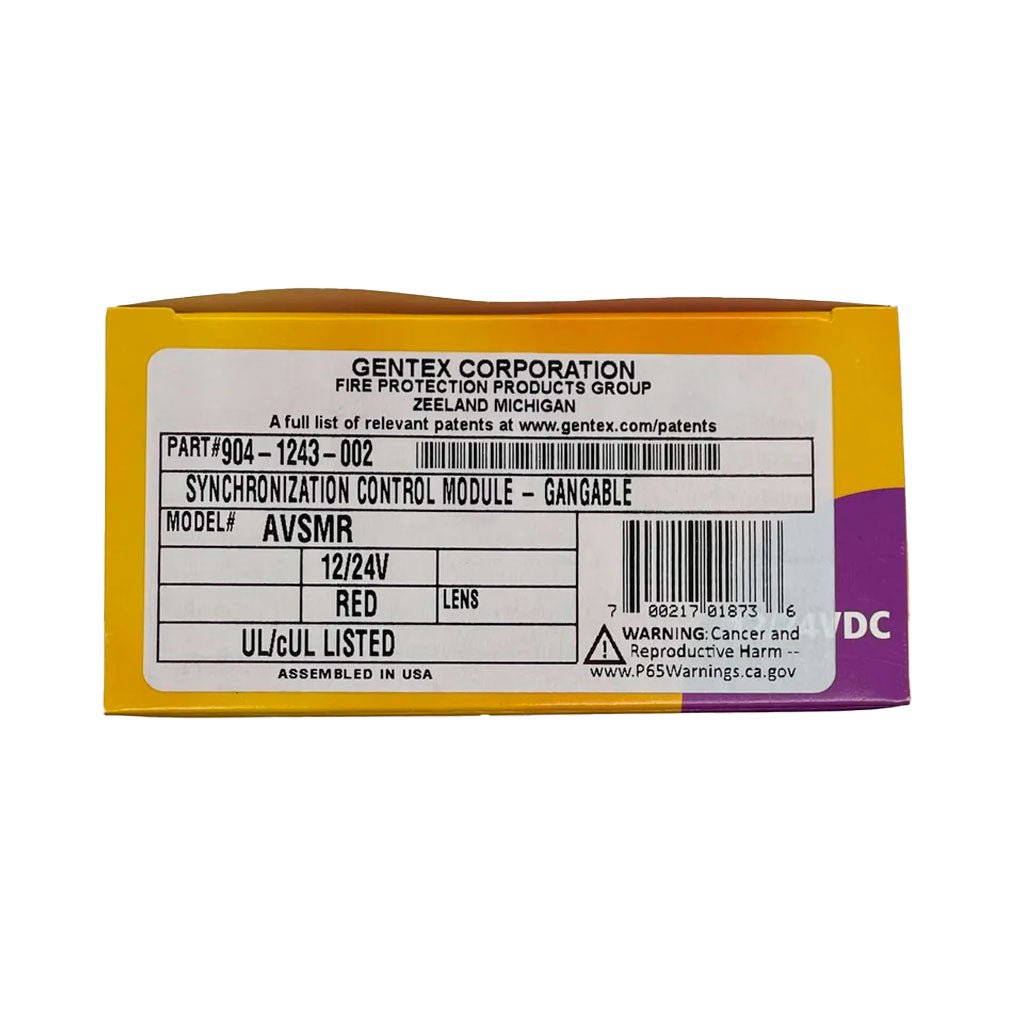 GENTEX CORPORATION
FIRE PROTECTION PRODUCTS GROUP
ZEELAND MICHIGAN
A full list of relevant patents at www.gentex.com/patents
PART# 904-1243-002
SYNCHRONIZATION CONTROL MODULE - GANGABLE
MODEL# AVSMR
12/24V
RED LENS
UL/cUL LISTED
ASSEMBLED IN USA
7 00217 01873 6
WARNING: Cancer and
Reproductive Harm --
www.P65Warnings.ca.gov
4VDC